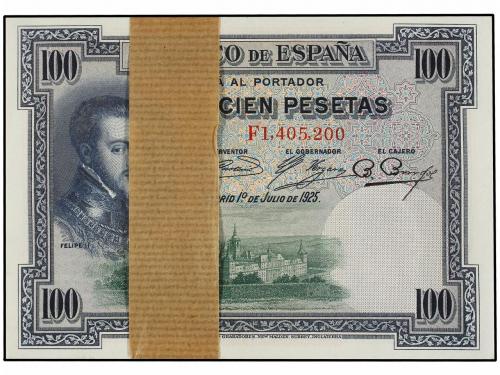 CO DE ESPAÑA
100 100
A AL PORTADOR
CIEN PESETAS
F1,405,200
EL GOBERNADOR EL CAJERO
RID 1º DE JULIO DE 1925.
FELIPE II
100 100